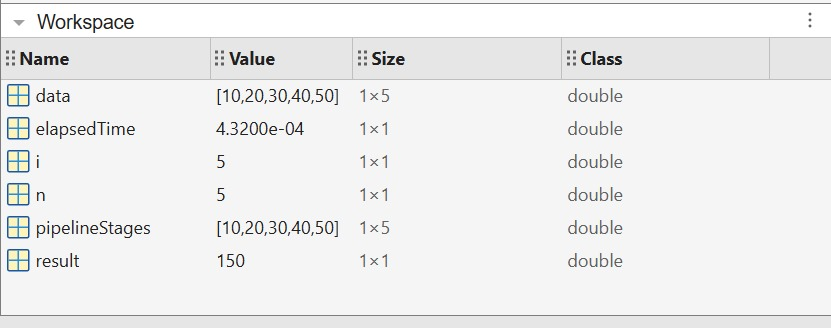 Workspace
Name Value Size Class
data [10,20,30,40,50] 1×5 double
elapsedTime 4.3200e-04 1×1 double
i 5 1×1 double
n 5 1×1 double
pipelineStages [10,20,30,40,50] 1×5 double
result 150 1×1 double